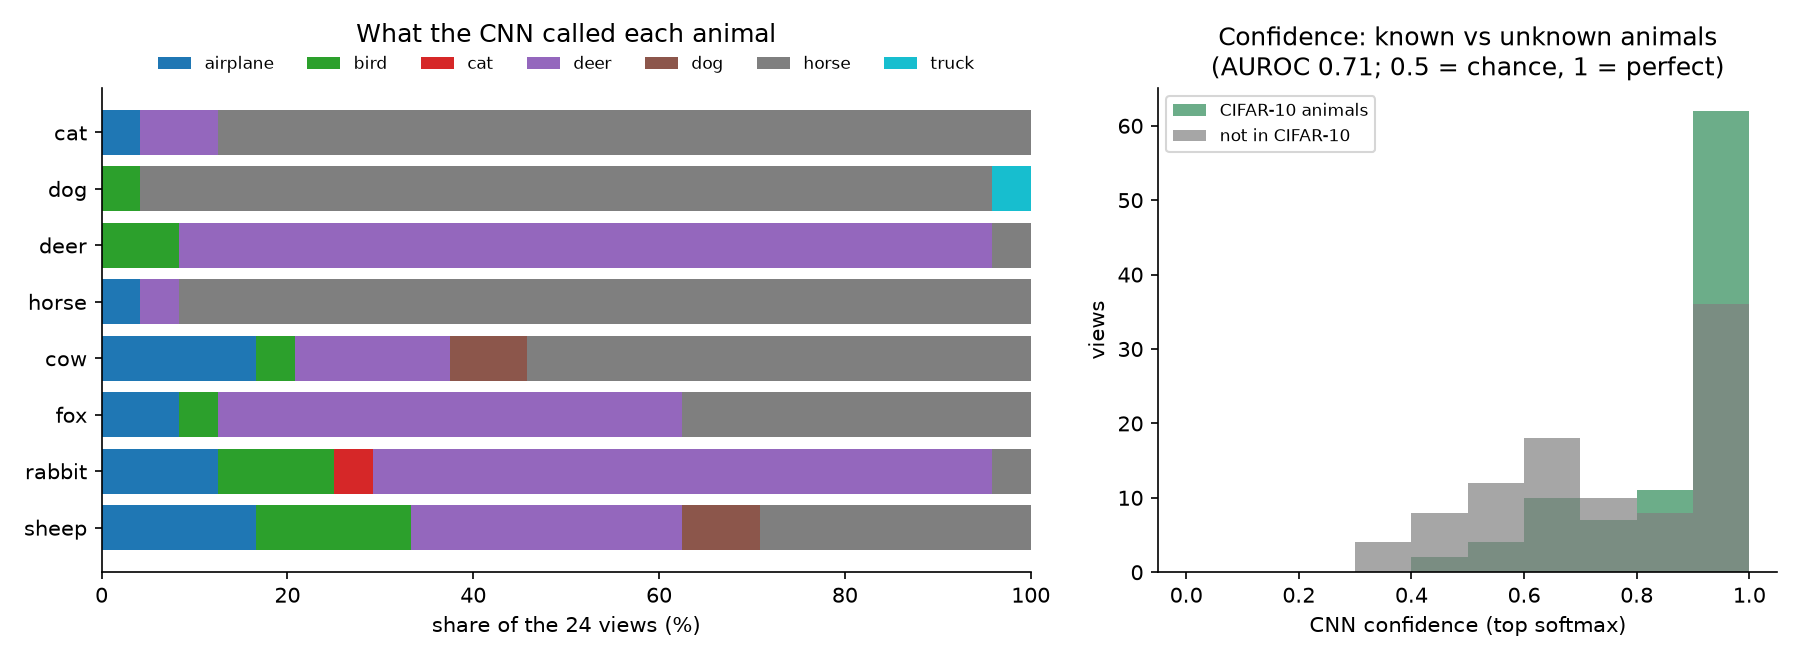 What the CNN called each animal
airplane bird cat deer dog horse truck
cat
dog
deer
horse
cow
fox
rabbit
sheep
0 20 40 60 80 100
share of the 24 views (%)
Confidence: known vs unknown animals
(AUROC 0.71; 0.5 = chance, 1 = perfect)
CIFAR-10 animals
not in CIFAR-10
views
60
50
40
30
20
10
0
0.0 0.2 0.4 0.6 0.8 1.0
CNN confidence (top softmax)